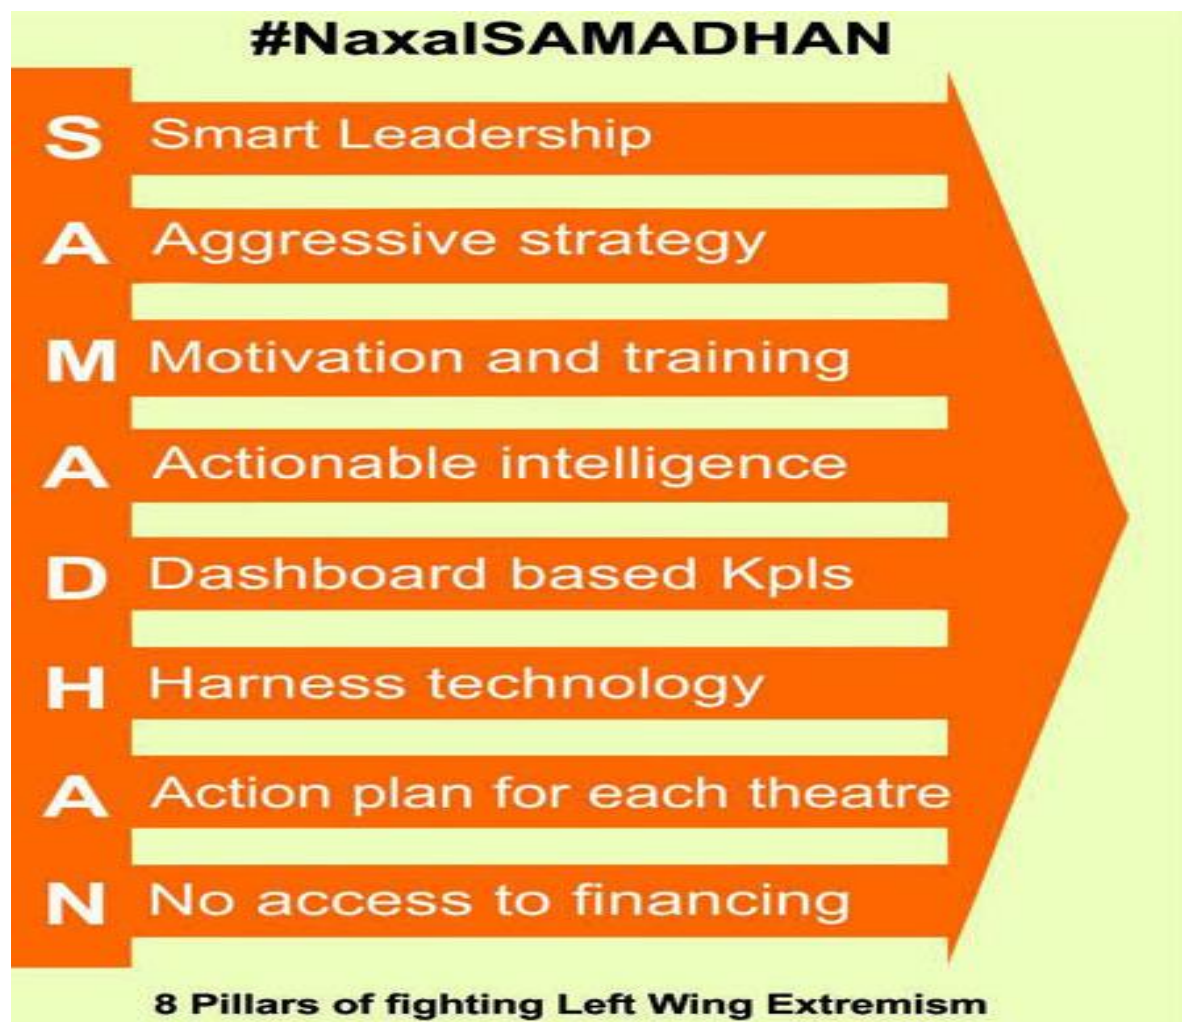 #NaxalSAMADHAN
S Smart Leadership
A Aggressive strategy
M Motivation and training
A Actionable intelligence
D Dashboard based KpIs
H Harness technology
A Action plan for each theatre
N No access to financing
8 Pillars of fighting Left Wing Extremism